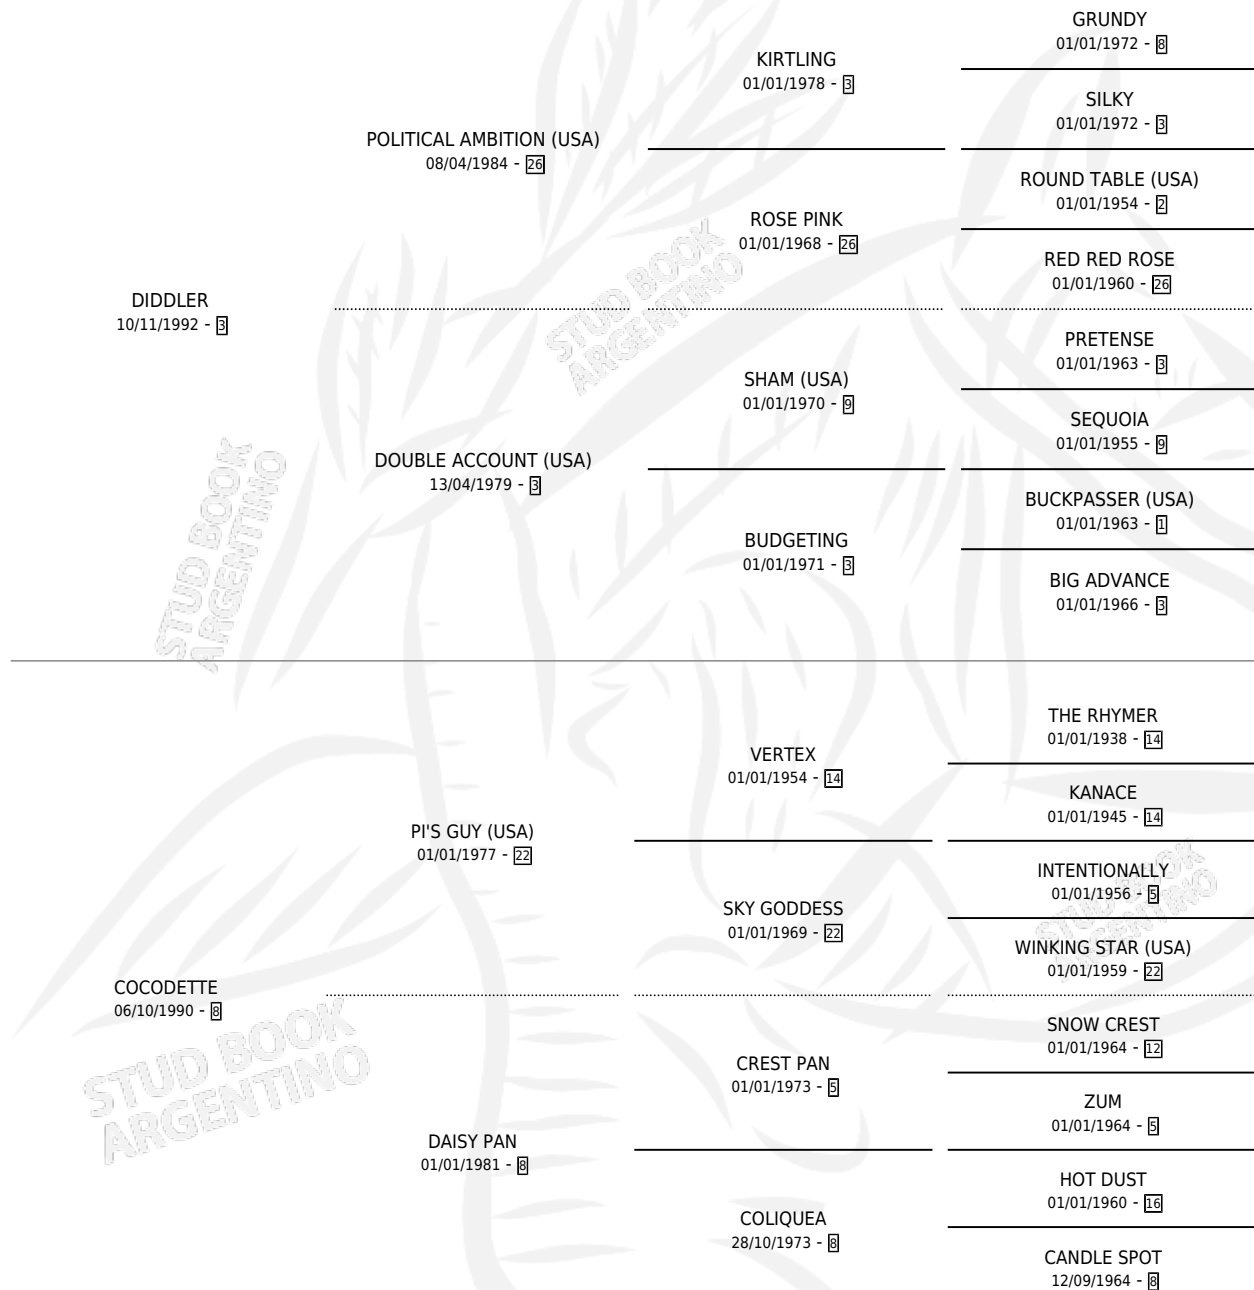 GRUNDY
01/01/1972 - 8
KIRTLING
01/01/1978 - 3
SILKY
01/01/1972 - 3
POLITICAL AMBITION (USA)
08/04/1984 - 26
ROUND TABLE (USA)
01/01/1954 - 2
ROSE PINK
01/01/1968 - 26
RED RED ROSE
01/01/1960 - 26
DIDDLER
10/11/1992 - 3
PRETENSE
01/01/1963 - 3
SHAM (USA)
01/01/1970 - 9
SEQUOIA
01/01/1955 - 9
DOUBLE ACCOUNT (USA)
13/04/1979 - 3
BUCKPASSER (USA)
01/01/1963 - 1
BUDGETING
01/01/1971 - 3
BIG ADVANCE
01/01/1966 - 3
THE RHYMER
01/01/1938 - 14
VERTEX
01/01/1954 - 14
KANACE
01/01/1945 - 14
PI'S GUY (USA)
01/01/1977 - 22
INTENTIONALLY
01/01/1956 - 5
SKY GODDESS
01/01/1969 - 22
WINKING STAR (USA)
01/01/1959 - 22
COCODETTE
06/10/1990 - 8
SNOW CREST
01/01/1964 - 12
CREST PAN
01/01/1973 - 5
ZUM
01/01/1964 - 5
DAISY PAN
01/01/1981 - 8
HOT DUST
01/01/1960 - 16
COLIQUEA
28/10/1973 - 8
CANDLE SPOT
12/09/1964 - 8
STUD BOOK
ARGENTINO
STUD BOOK
ARGENTINO
STUD BOOK
ARGENTINO
STUD BOOK
ARGENTINO